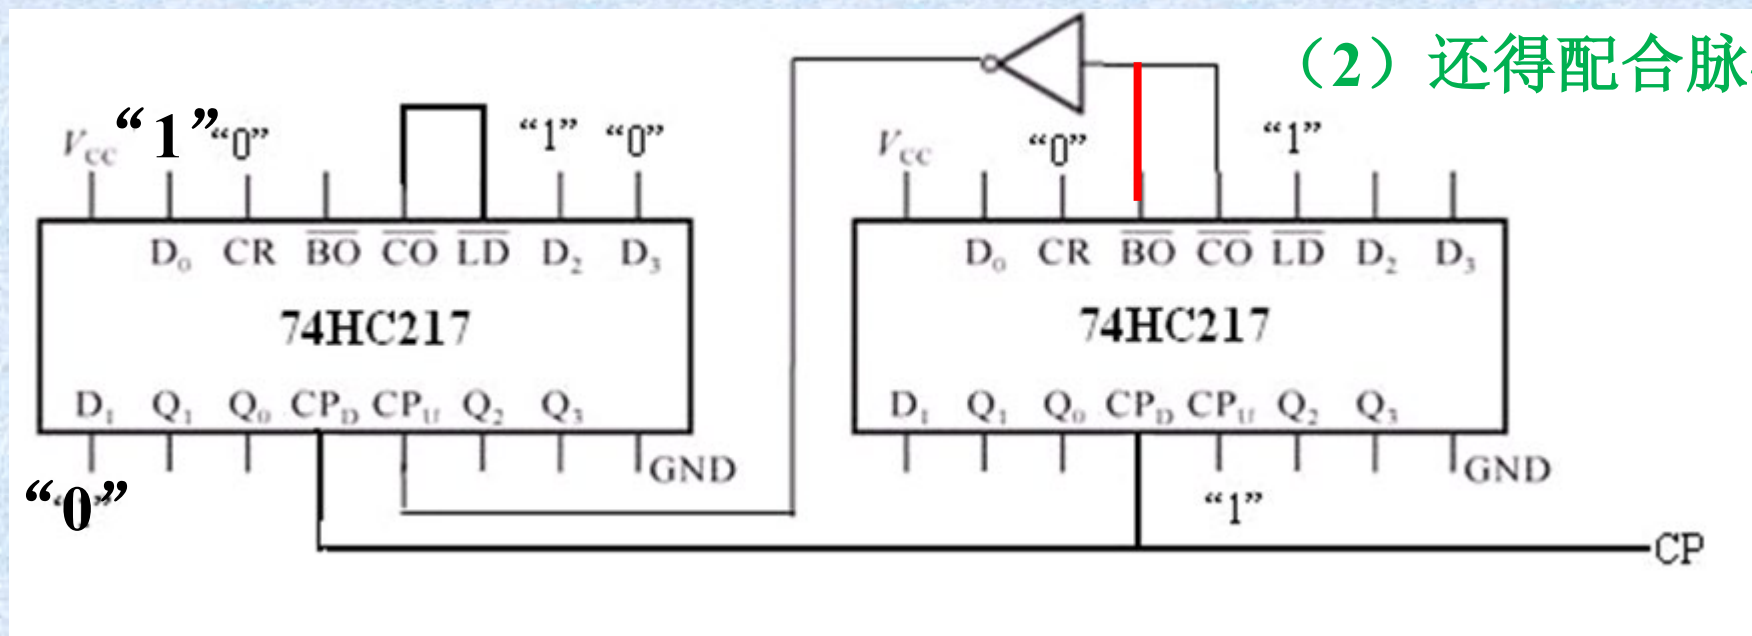 （2）还得配合脉
VCC “1” “0” “1” “0”
VCC “0” “1”
D0 CR BO CO LD D2 D3
D0 CR BO CO LD D2 D3
74HC217
74HC217
D1 Q1 Q0 CPD CPU Q2 Q3
D1 Q1 Q0 CPD CPU Q2 Q3
GND
GND
“0”
“1”
CP